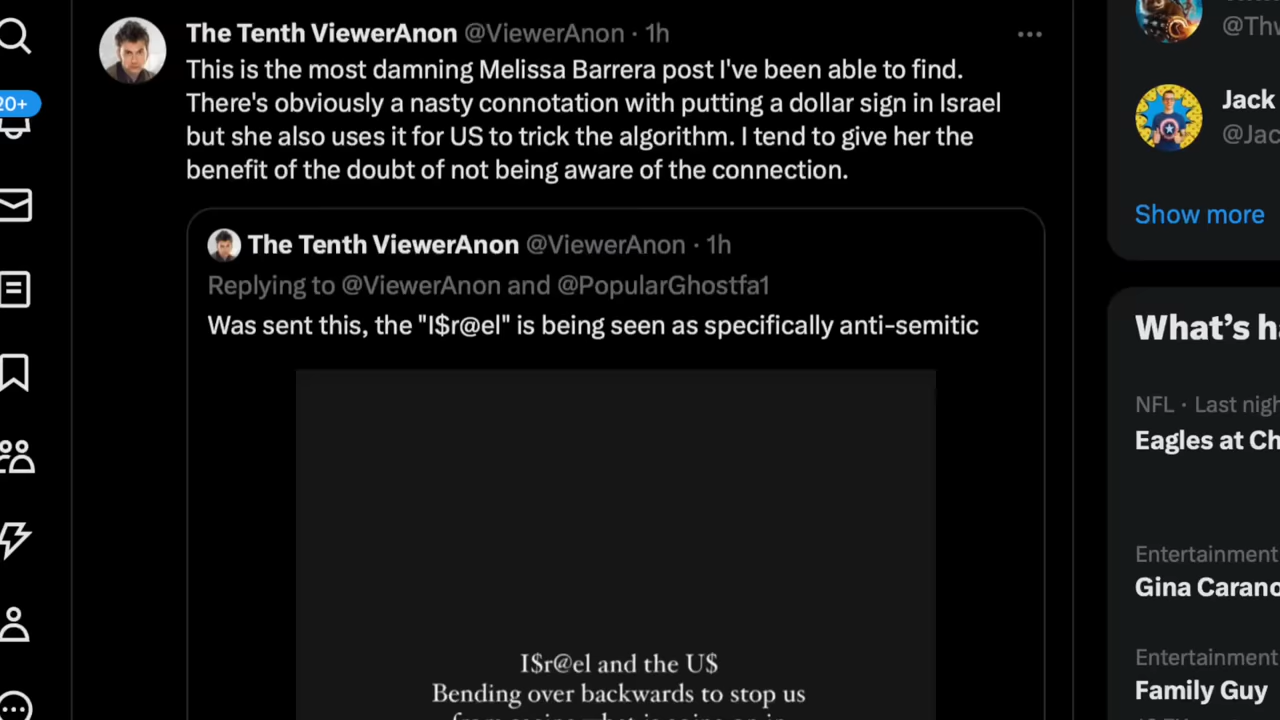 The Tenth ViewerAnon @ViewerAnon · 1h
This is the most damning Melissa Barrera post I've been able to find.
There's obviously a nasty connotation with putting a dollar sign in Israel
but she also uses it for US to trick the algorithm. I tend to give her the
benefit of the doubt of not being aware of the connection.
The Tenth ViewerAnon @ViewerAnon · 1h
Replying to @ViewerAnon and @PopularGhostfa1
Was sent this, the "I$r@el" is being seen as specifically anti-semitic
I$r@el and the U$
Bending over backwards to stop us
20+
Jack
Show more
What's
NFL · Last
Eagles at
Entertainment
Gina
Entertainment
Family Guy